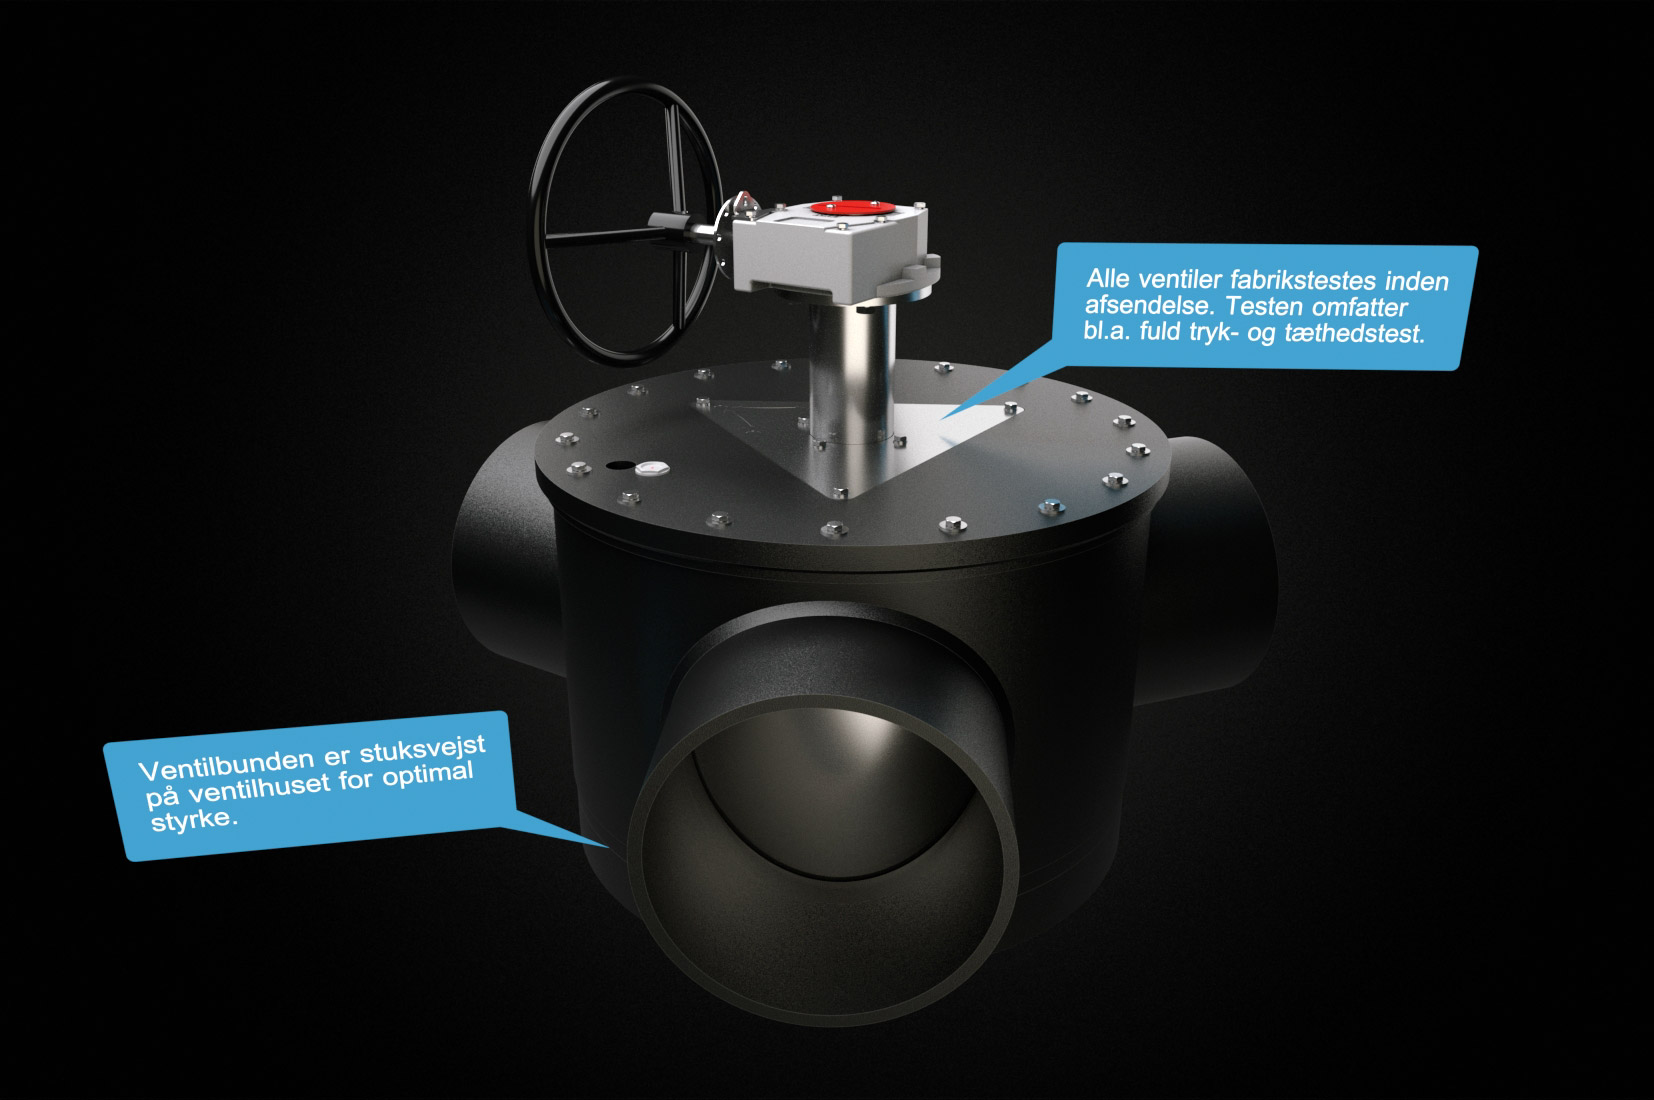 Alle ventiler fabrikstestes inden
afsendelse. Testen omfatter
bl.a. fuld tryk- og tæthedstest.
Ventilbunden er stuksvejst
på ventilhuset for optimal
styrke.